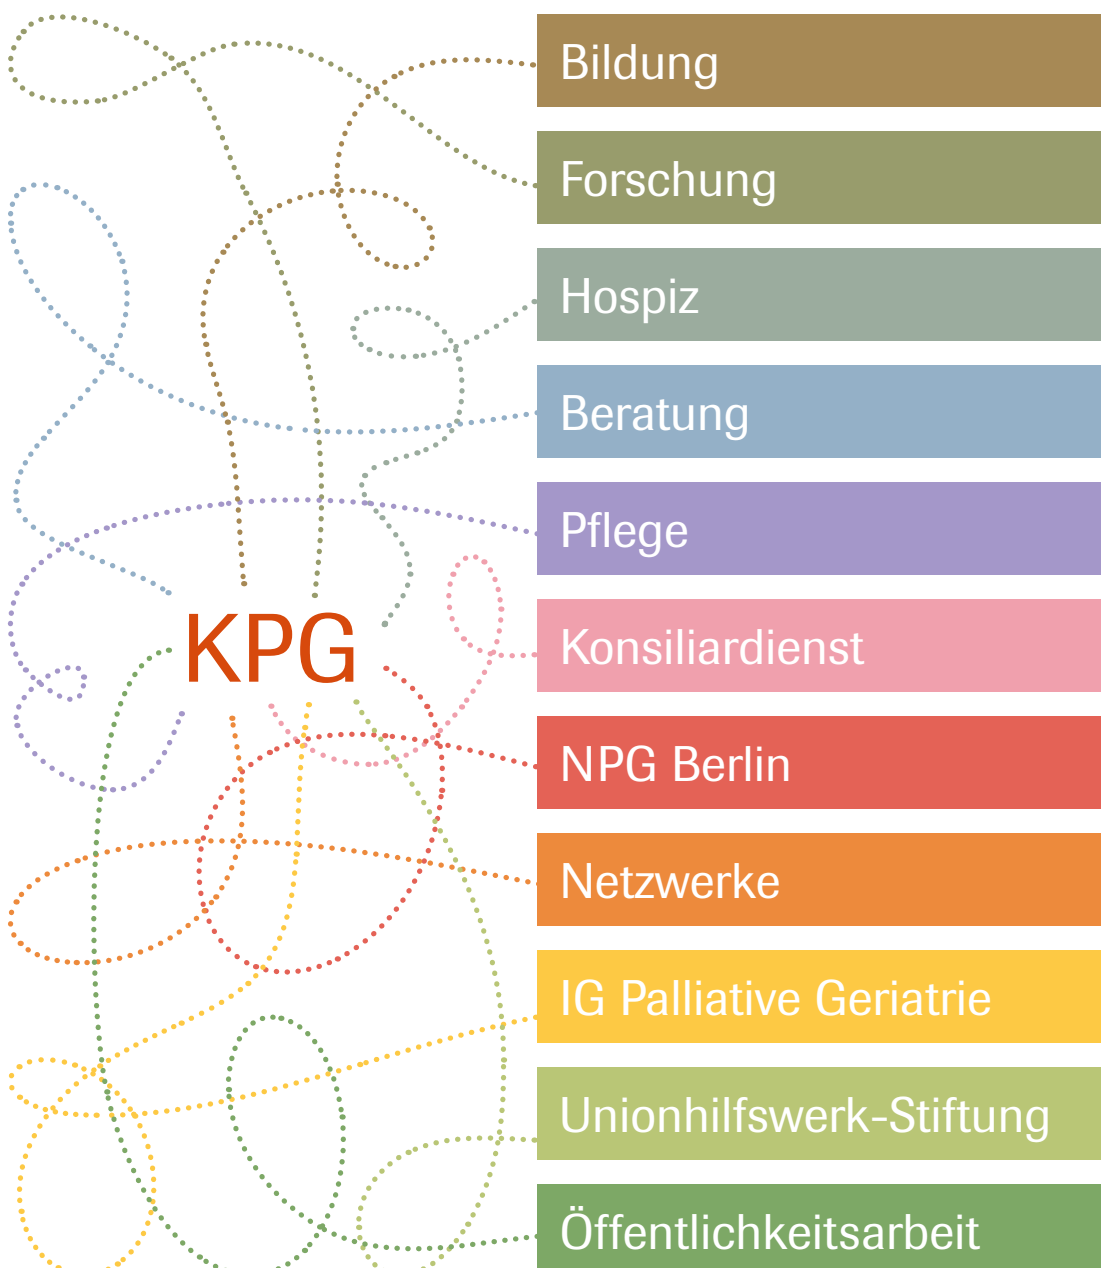 Bildung
Forschung
Hospiz
Beratung
Pflege
KPG
Konsiliardienst
NPG Berlin
Netzwerke
IG Palliative Geriatrie
Unionhilfswerk-Stiftung
Öffentlichkeitsarbeit